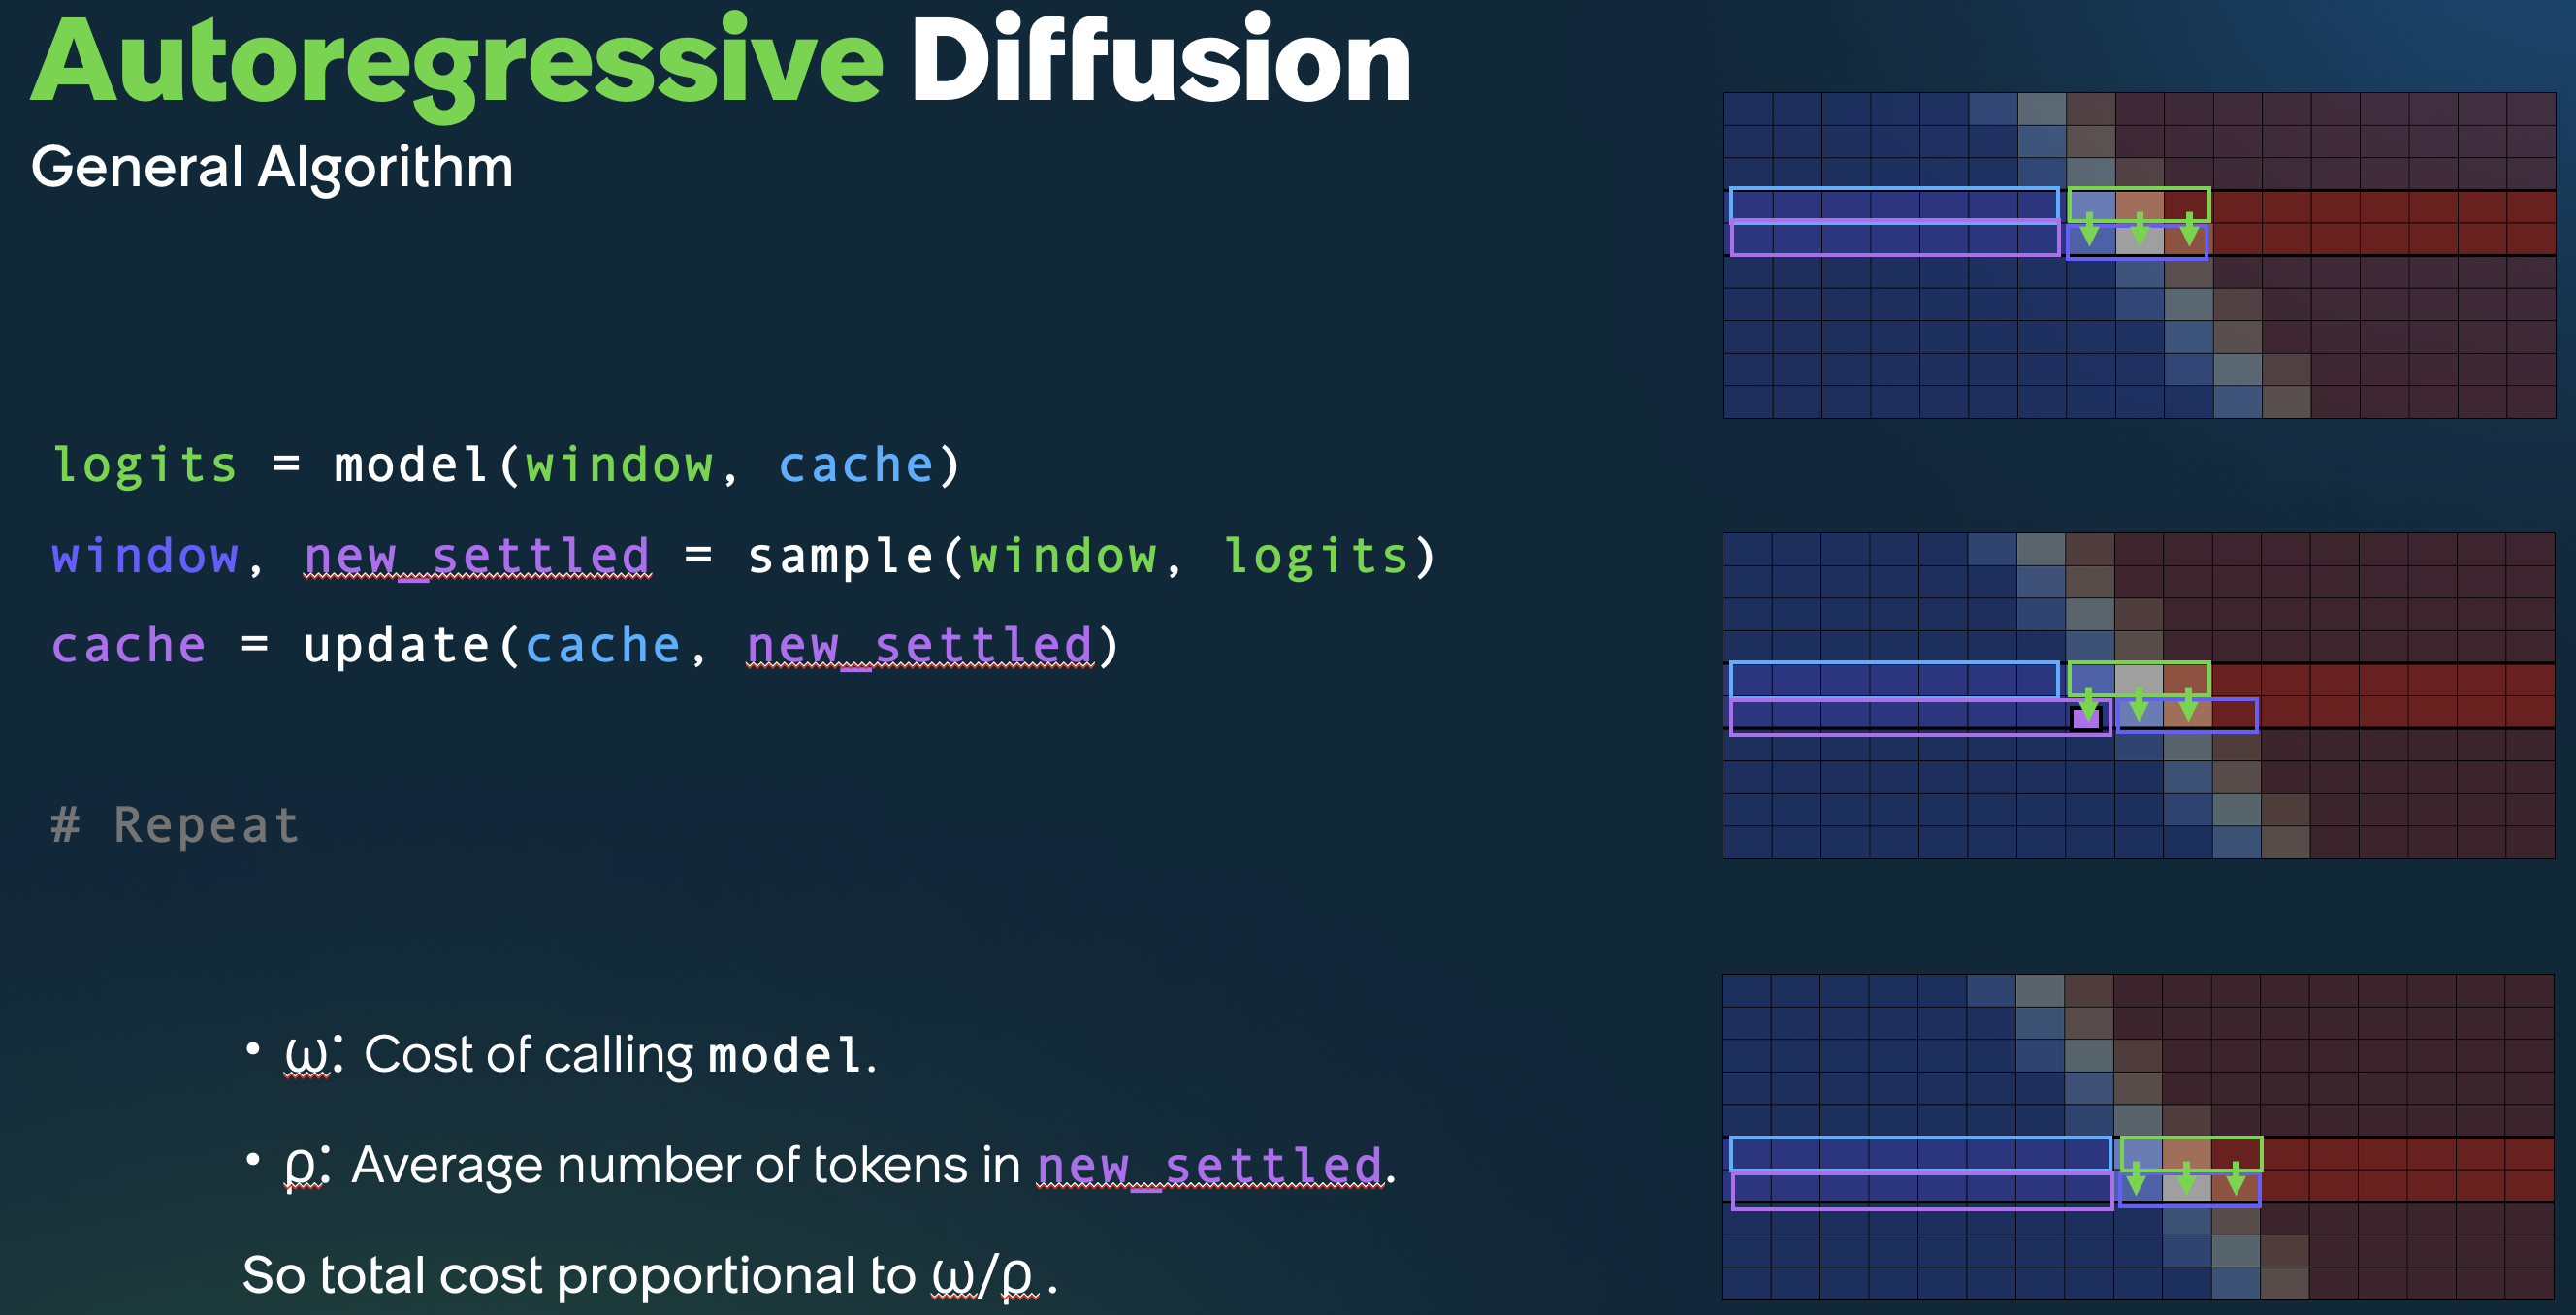 Autoregressive Diffusion
General Algorithm
logits = model(window, cache)
window, new_settled = sample(window, logits)
cache = update(cache, new_settled)
# Repeat
• ω: Cost of calling model.
• ρ: Average number of tokens in new_settled.
So total cost proportional to ω/ρ.